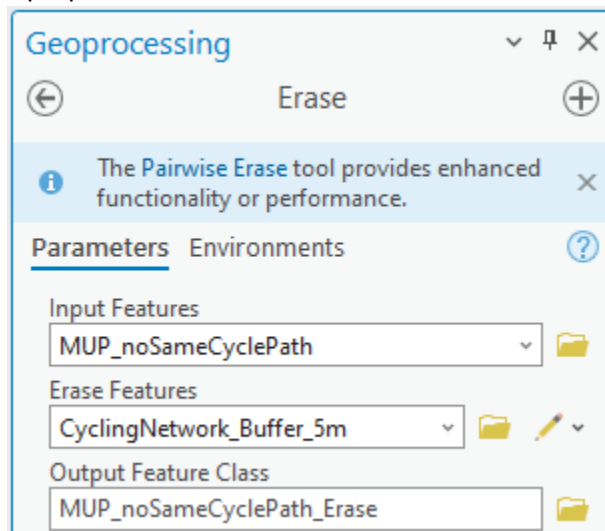 Geoprocessing
Erase
The Pairwise Erase tool provides enhanced
functionality or performance.
Parameters Environments
Input Features
MUP_noSameCyclePath
Erase Features
CyclingNetwork_Buffer_5m
Output Feature Class
MUP_noSameCyclePath_Erase